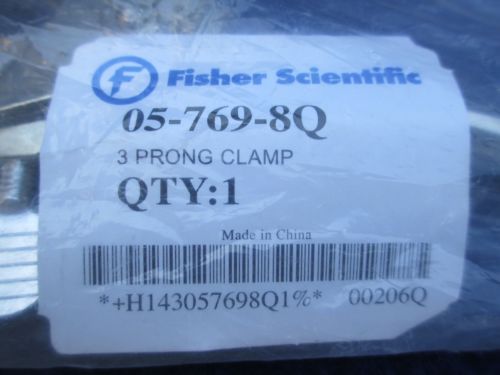 f Fisher Scientific
05-769-8Q
3 PRONG CLAMP
QTY:1
Made in China
*+H143057698Q1%* 00206Q